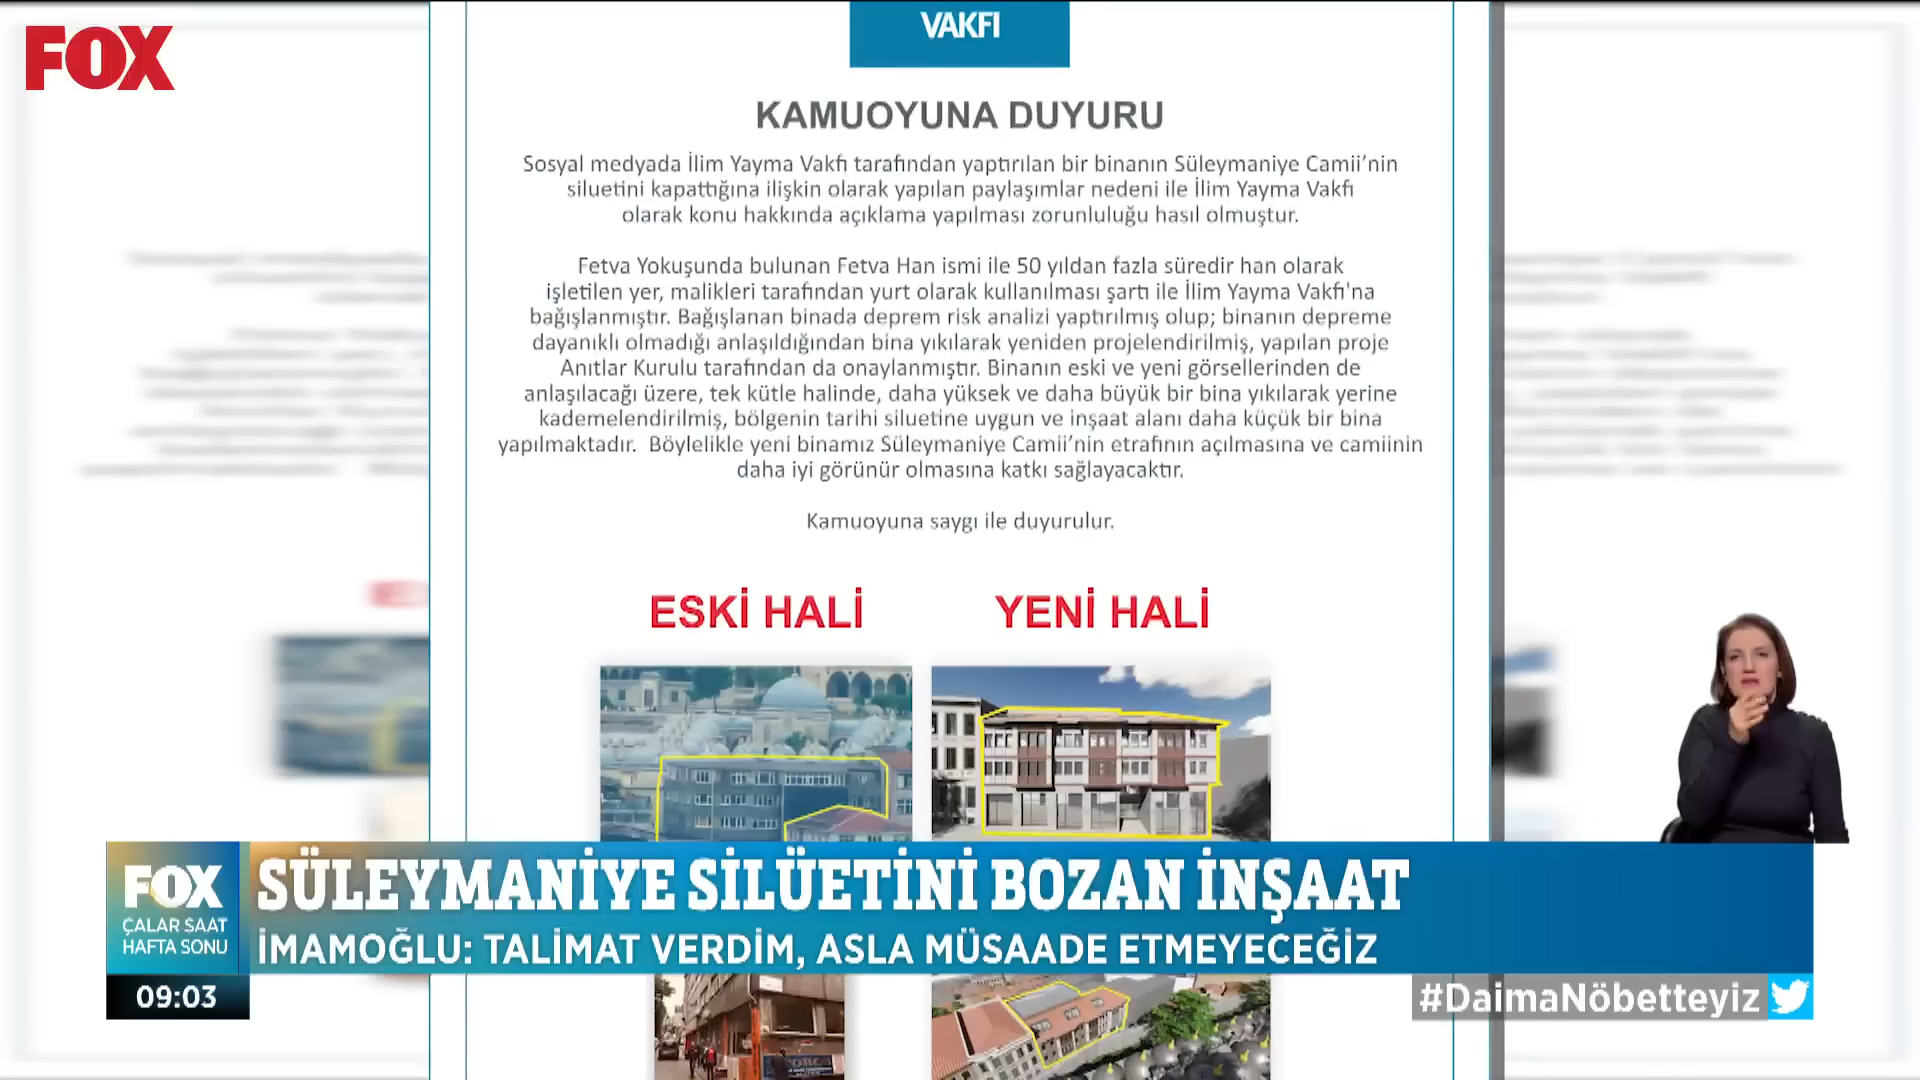 FOX
VAKFI
KAMUOYUNA DUYURU
Sosyal medyada İlim Yayma Vakfı tarafından yaptırılan bir binanın Süleymaniye Camii’nin
siluetini kapattığına ilişkin olarak yapılan paylaşımlar nedeni ile İlim Yayma Vakfı
olarak konu hakkında açıklama yapılması zorunluluğu hasıl olmuştur.
Fetva Yokuşunda bulunan Fetva Han ismi ile 50 yıldan fazla süredir han olarak
işletilen yer, malikleri tarafından yurt olarak kullanılması şartı ile İlim Yayma Vakfı'na
bağışlanmıştır. Bağışlanan binada deprem risk analizi yaptırılmış olup; binanın depreme
dayanıklı olmadığı anlaşıldığından bina yıkılarak yeniden projelendirilmiş, yapılan proje
Anıtlar Kurulu tarafından da onaylanmıştır. Binanın eski ve yeni görsellerinden de
anlaşılacağı üzere, tek kütle halinde, daha yüksek ve daha büyük bir bina yıkılarak yerine
kademelendirilmiş, bölgenin tarihi siluetine uygun ve inşaat alanı daha küçük bir bina
yapılmaktadır. Böylelikle yeni binamız Süleymaniye Camii’nin etrafının açılmasına ve camiinin
daha iyi görünür olmasına katkı sağlayacaktır.
Kamuoyuna saygı ile duyurulur.
ESKİ HALİ
YENİ HALİ
FOX
ÇALAR SAAT
HAFTA SONU
SÜLEYMANİYE SİLÜETİNİ BOZAN İNŞAAT
İMAMOĞLU: TALİMAT VERDİM, ASLA MÜSAADE ETMEYECEĞİZ
09:03
#DaimaNöbetteyiz